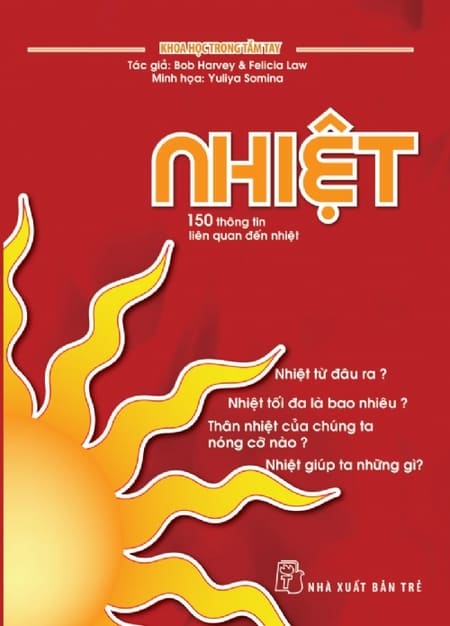 KHOA HỌC TRONG TẦM TAY
Tác giả: Bob Harvey & Felicia Law
Minh họa: Yuliya Somina
NHIỆT
150 thông tin
liên quan đến nhiệt
Nhiệt từ đâu ra ?
Nhiệt tối đa là bao nhiêu ?
Thân nhiệt của chúng ta
nóng cỡ nào ?
Nhiệt giúp ta những gì?
NHÀ XUẤT BẢN TRẺ